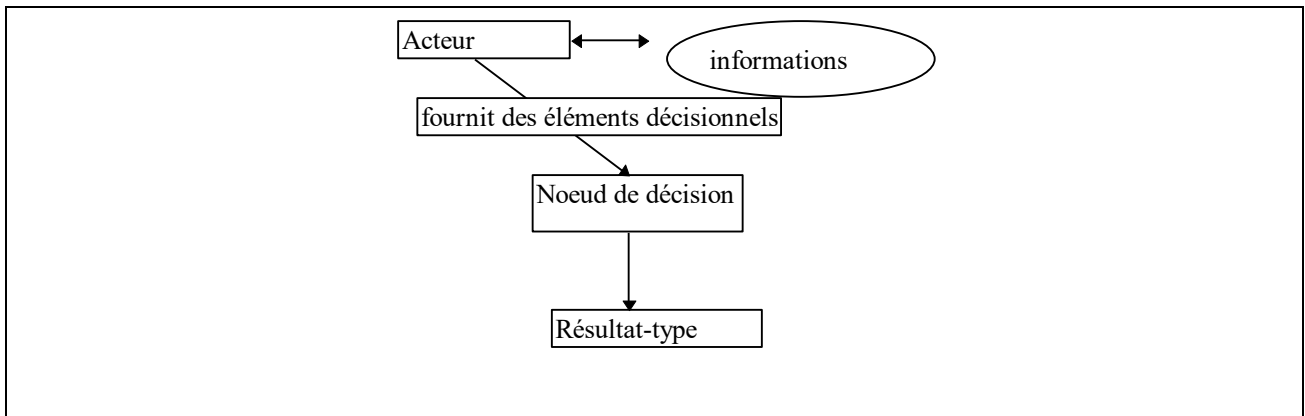 Acteur
informations
fournit des éléments décisionnels
Noeud de décision
Résultat-type